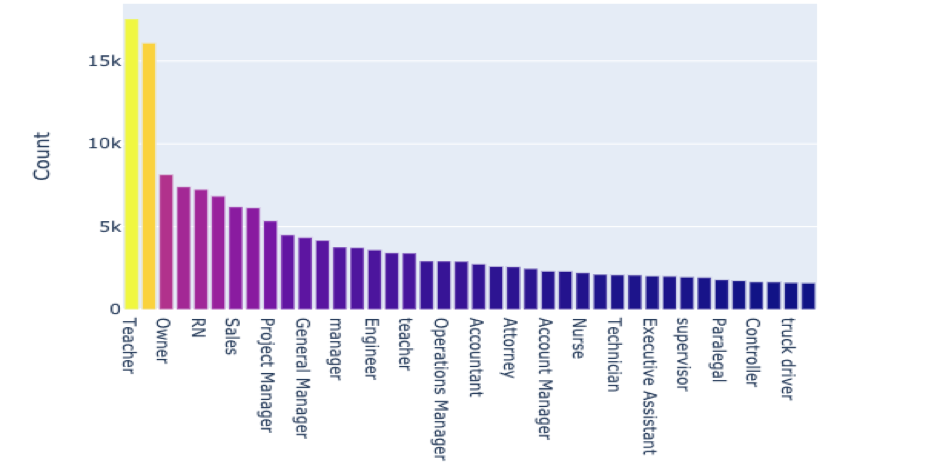 15k
10k
5k
0
Count
Teacher
Owner
RN
Sales
Project Manager
General Manager
manager
Engineer
teacher
Operations Manager
Accountant
Attorney
Account Manager
Nurse
Technician
Executive Assistant
supervisor
Paralegal
Controller
truck driver